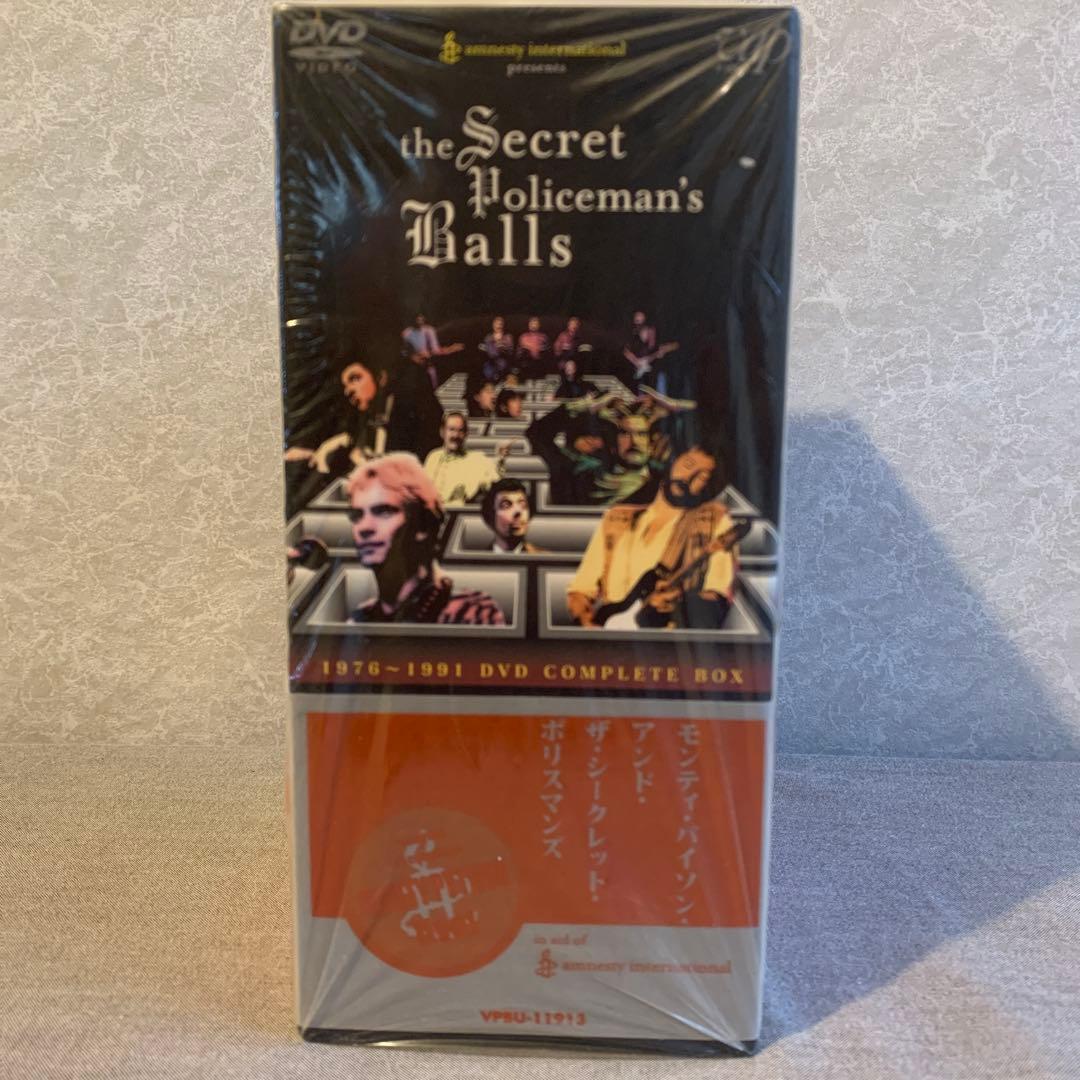 DVD
VIDEO
amnesty international
presents
vap
the Secret
Policeman's
Balls
1976~1991 DVD COMPLETE BOX
モンティ・パイソン・
アンド・
ザ・シークレット・
ポリスマンズ
in aid of
amnesty international
VPBU-11913